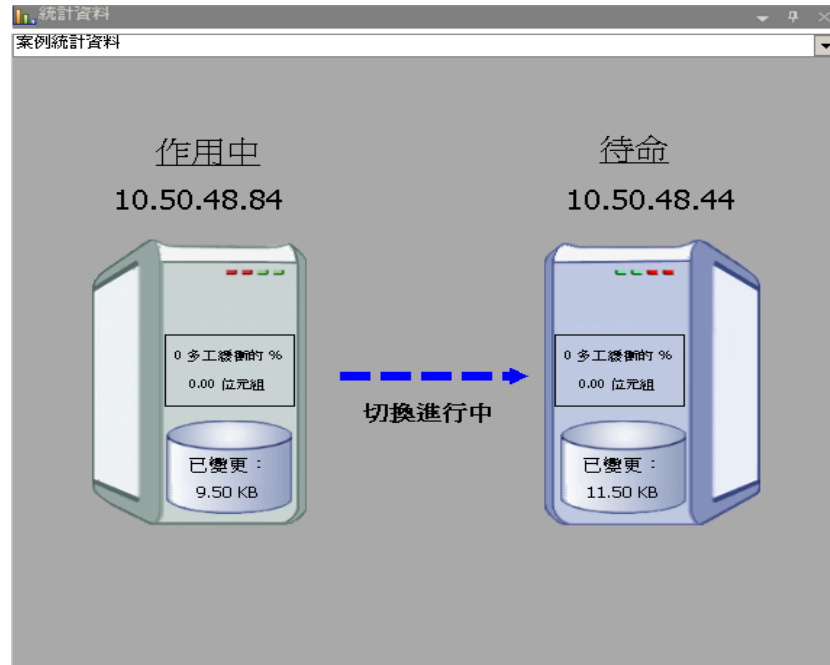 統計資料
案例統計資料
作用中
待命
10.50.48.84
10.50.48.44
0 多工緩衝的 %
0.00 位元組
0 多工緩衝的 %
0.00 位元組
切換進行中
已變更：
9.50 KB
已變更：
11.50 KB